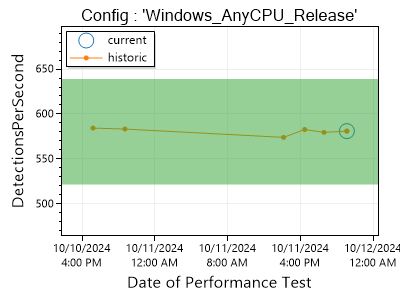 Config : 'Windows_AnyCPU_Release'
current
historic
DetectionsPerSecond
650
600
550
500
10/10/2024 10/11/2024 10/11/2024 10/11/2024 10/12/2024
4:00 PM 12:00 AM 8:00 AM 4:00 PM 12:00 AM
Date of Performance Test